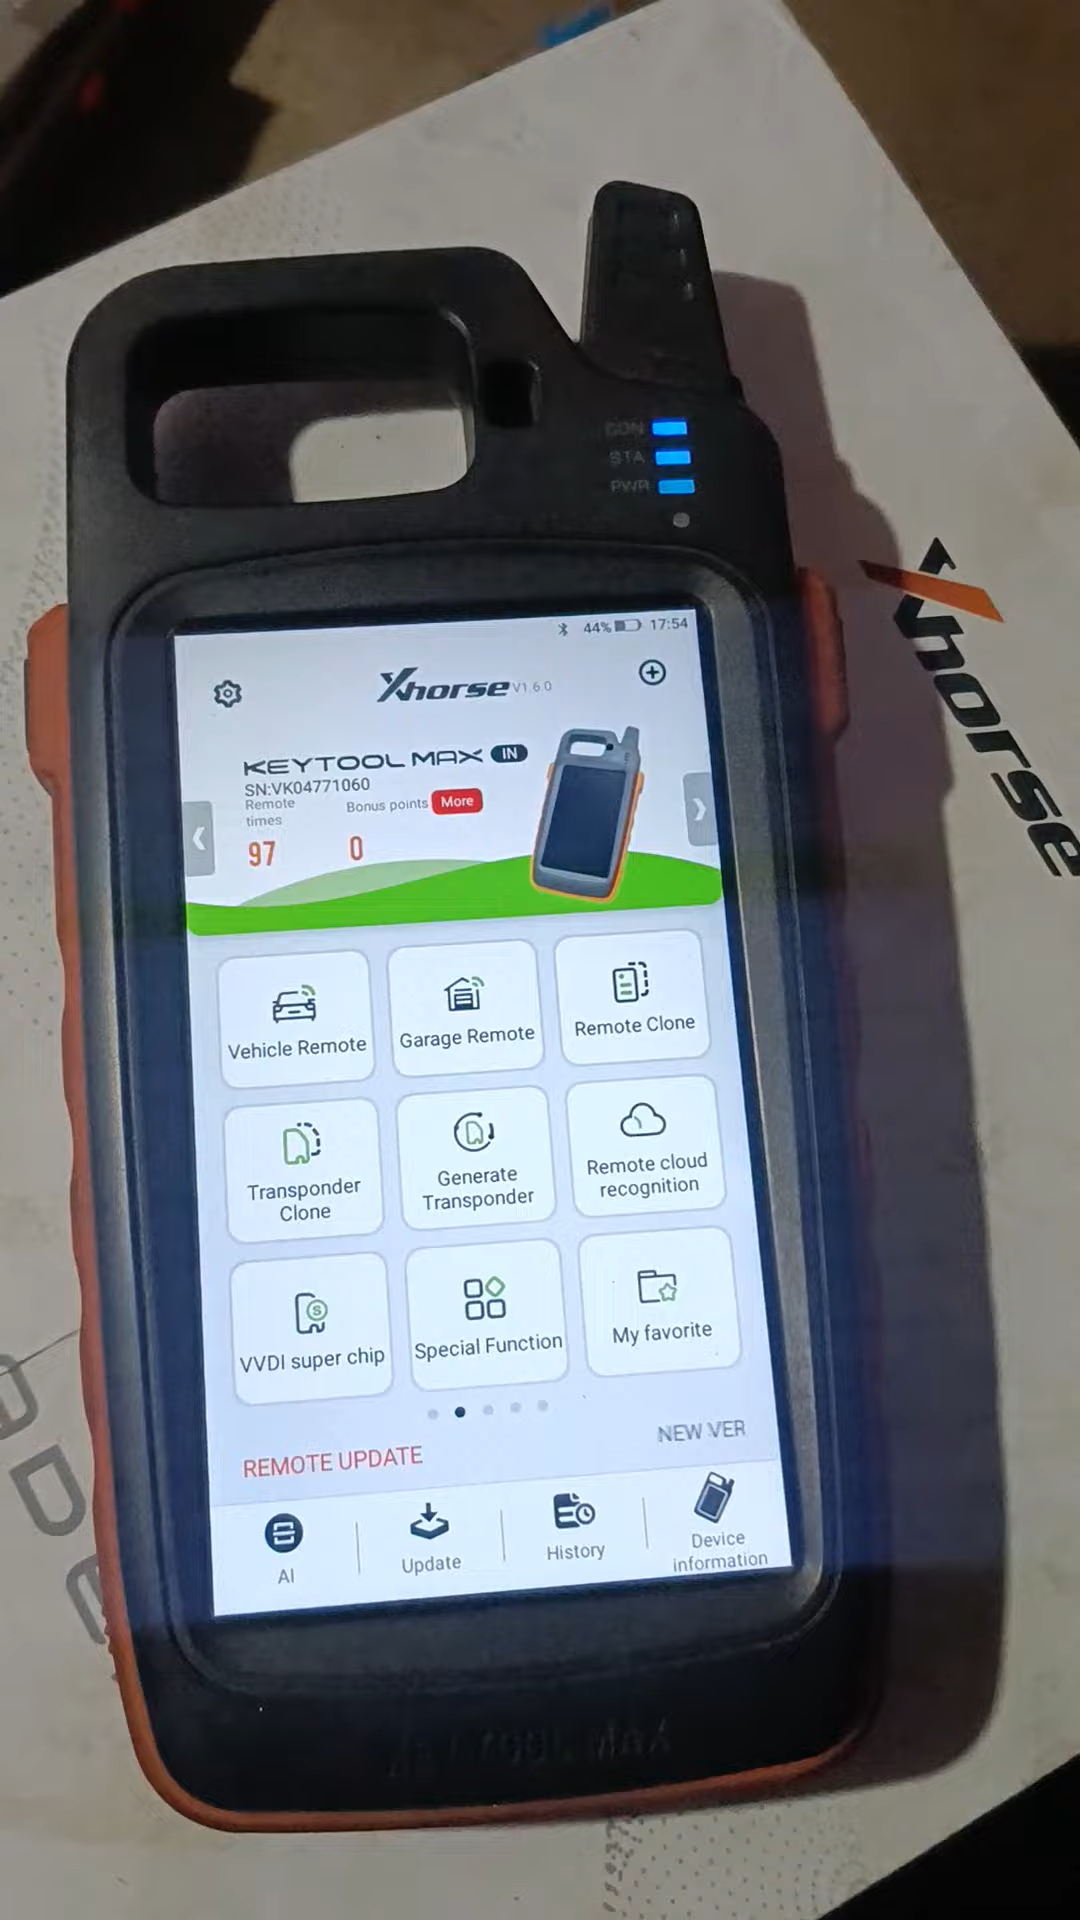 CON
STA
PWR
44% 17:54
Xhorse V1.6.0
KEYTOOL MAX IN
SN:VK04771060
Remote times
Bonus points More
97 0
Vehicle Remote
Garage Remote
Remote Clone
Transponder Clone
Generate Transponder
Remote cloud recognition
VVDI super chip
Special Function
My favorite
REMOTE UPDATE
NEW VER
AI
Update
History
Device information
Xhorse